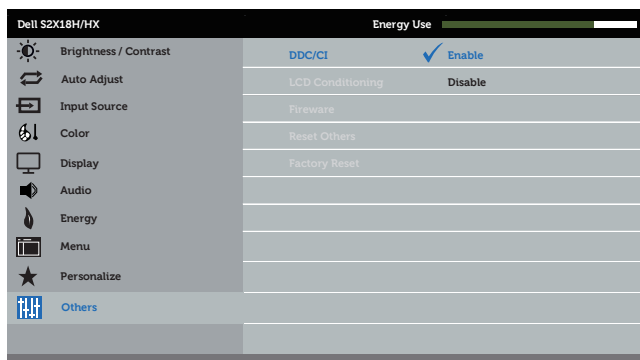 Dell S2X18H/HX Energy Use
Brightness / Contrast DDC/CI Enable
Auto Adjust LCD Conditioning Disable
Input Source Fireware
Color Reset Others
Display Factory Reset
Audio
Energy
Menu
Personalize
Others